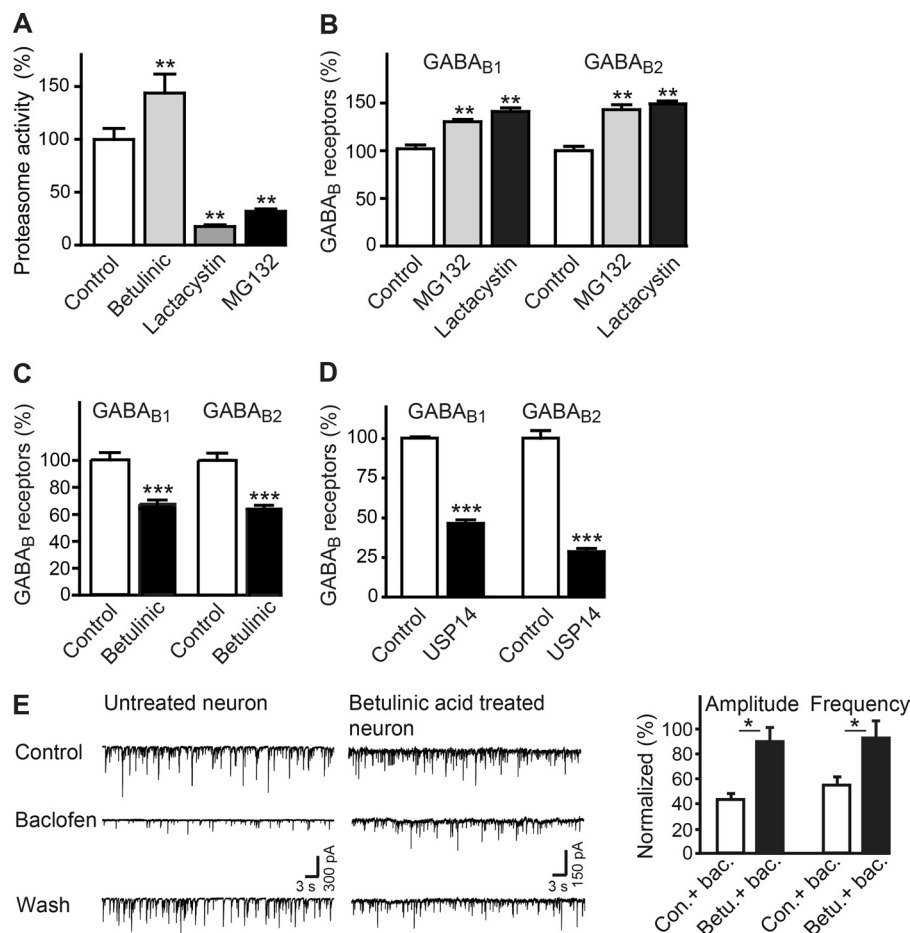 A
Proteasome activity (%)
150
100
50
0
**
**
**
Control
Betulinic
Lactacystin
MG132
B
GABAB receptors (%)
GABAB1
GABAB2
200
150
100
50
0
**
**
**
**
Control
MG132
Lactacystin
Control
MG132
Lactacystin
C
GABAB receptors (%)
GABAB1
GABAB2
100
80
60
40
20
0
***
***
Control
Betulinic
Control
Betulinic
D
GABAB receptors (%)
GABAB1
GABAB2
100
75
50
25
0
***
***
Control
USP14
Control
USP14
E
Untreated neuron
Betulinic acid treated
neuron
Control
Baclofen
Wash
3 s
300 pA
3 s
150 pA
Normalized (%)
Amplitude
Frequency
100
80
60
40
20
0
*
*
Con.+ bac.
Betu.+ bac.
Con.+ bac.
Betu.+ bac.